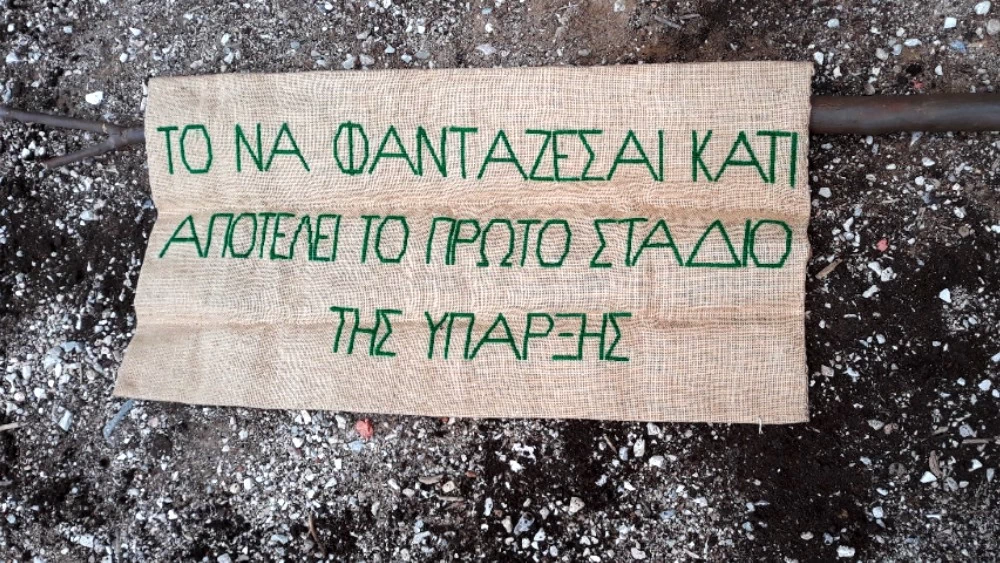 ΤΟ ΝΑ ΦΑΝΤΑΖΕΣΑΙ ΚΑΤΙ
ΑΠΟΤΕΛΕΙ ΤΟ ΠΡΩΤΟ ΣΤΑΔΙΟ
ΤΗΣ ΥΠΑΡΞΗΣ